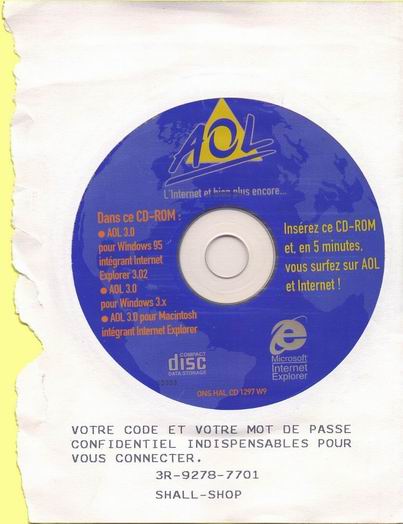 AOL
L'Internet et bien plus encore...
Dans ce CD-ROM :
• AOL 3.0
pour Windows 95
intégrant Internet
Explorer 3.02
• AOL 3.0
pour Windows 3.x
• AOL 3.0 pour Macintosh
intégrant Internet Explorer
Insérez ce CD-ROM
et, en 5 minutes,
vous surfez sur AOL
et Internet !
COMPACT
disc
DATA STORAGE
Microsoft
Internet
Explorer
ONS HAL CD 1297 W9
VOTRE CODE ET VOTRE MOT DE PASSE
CONFIDENTIEL INDISPENSABLES POUR
VOUS CONNECTER.
3R-9278-7701
SHALL-SHOP